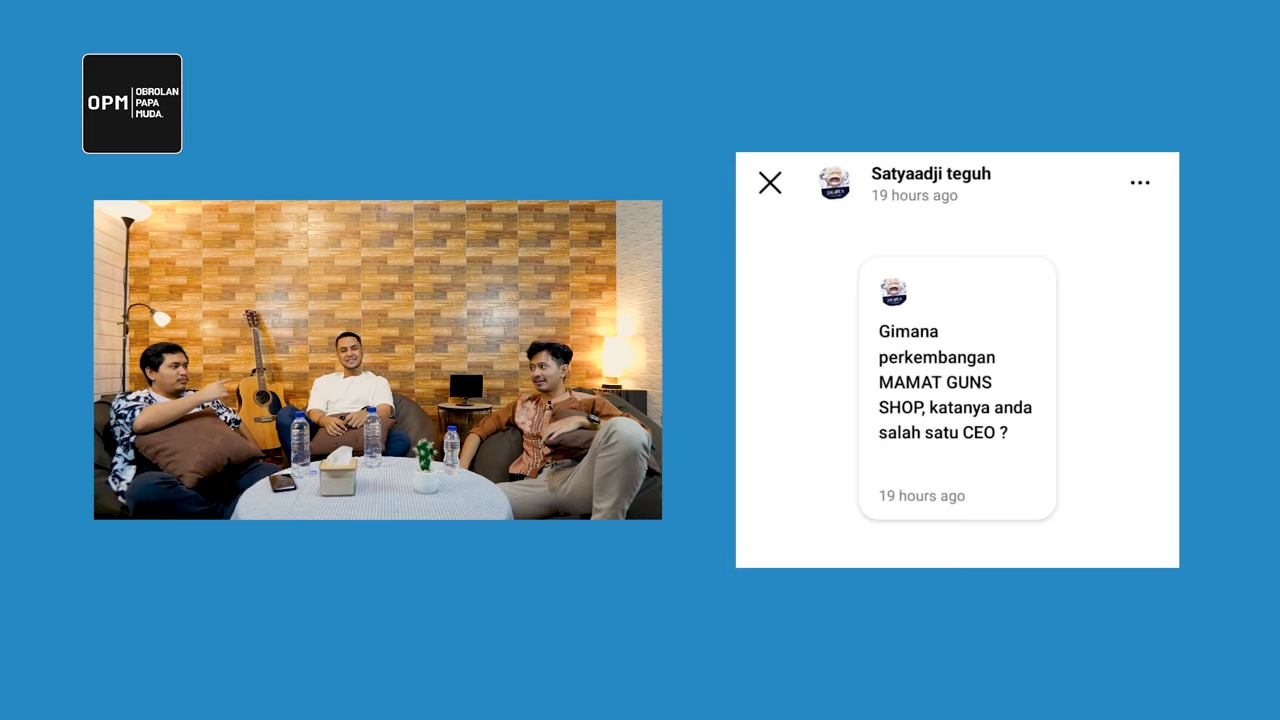 OPM
OBROLAN
PAPA
MUDA.
Satyaadji teguh
19 hours ago
Gimana
perkembangan
MAMAT GUNS
SHOP, katanya anda
salah satu CEO ?
19 hours ago